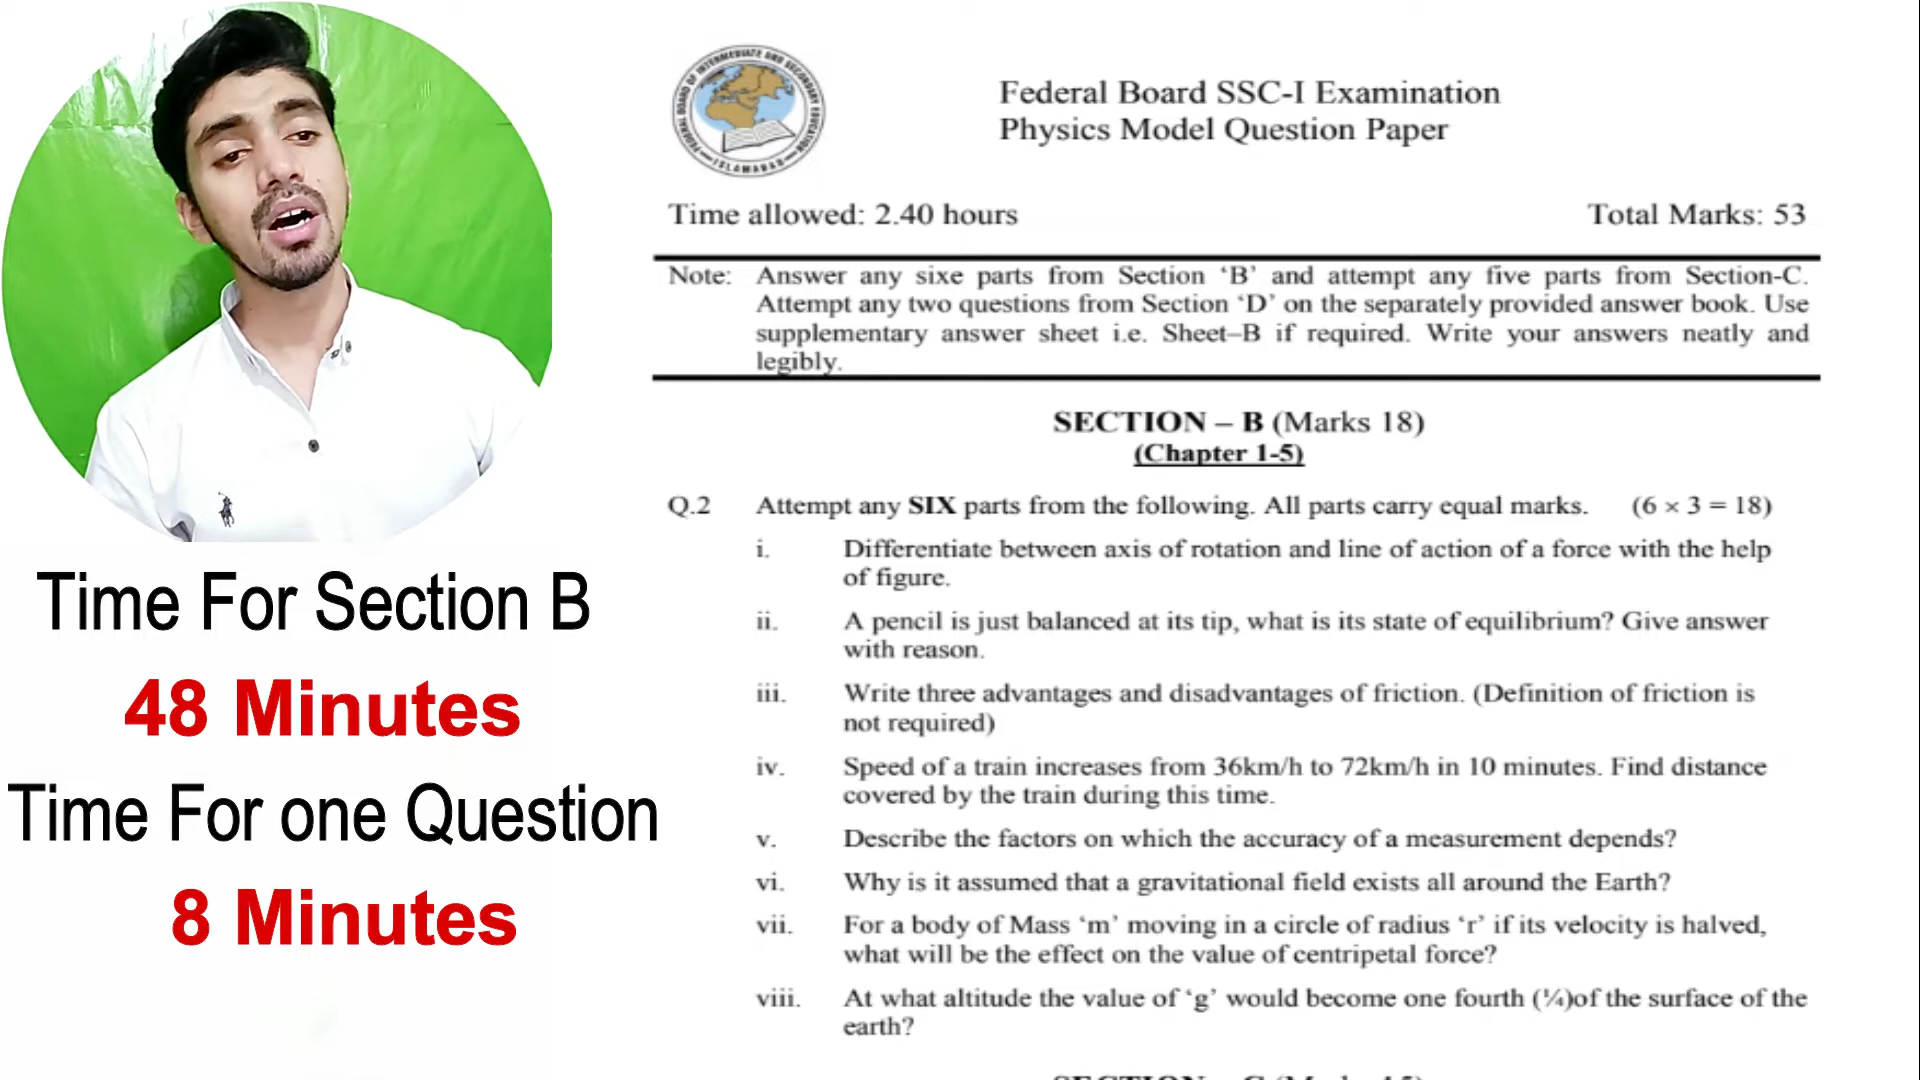 FEDERAL BOARD OF INTERMEDIATE AND SECONDARY EDUCATION
ISLAMABAD
Federal Board SSC-I Examination
Physics Model Question Paper
Time allowed: 2.40 hours
Total Marks: 53
Note: Answer any sixe parts from Section ‘B’ and attempt any five parts from Section-C.
Attempt any two questions from Section ‘D’ on the separately provided answer book. Use
supplementary answer sheet i.e. Sheet–B if required. Write your answers neatly and
legibly.
SECTION – B (Marks 18)
(Chapter 1-5)
Q.2 Attempt any SIX parts from the following. All parts carry equal marks. (6 × 3 = 18)
i. Differentiate between axis of rotation and line of action of a force with the help
of figure.
ii. A pencil is just balanced at its tip, what is its state of equilibrium? Give answer
with reason.
iii. Write three advantages and disadvantages of friction. (Definition of friction is
not required)
iv. Speed of a train increases from 36km/h to 72km/h in 10 minutes. Find distance
covered by the train during this time.
v. Describe the factors on which the accuracy of a measurement depends?
vi. Why is it assumed that a gravitational field exists all around the Earth?
vii. For a body of Mass ‘m’ moving in a circle of radius ‘r’ if its velocity is halved,
what will be the effect on the value of centripetal force?
viii. At what altitude the value of ‘g’ would become one fourth (¼)of the surface of the
earth?
Time For Section B
48 Minutes
Time For one Question
8 Minutes